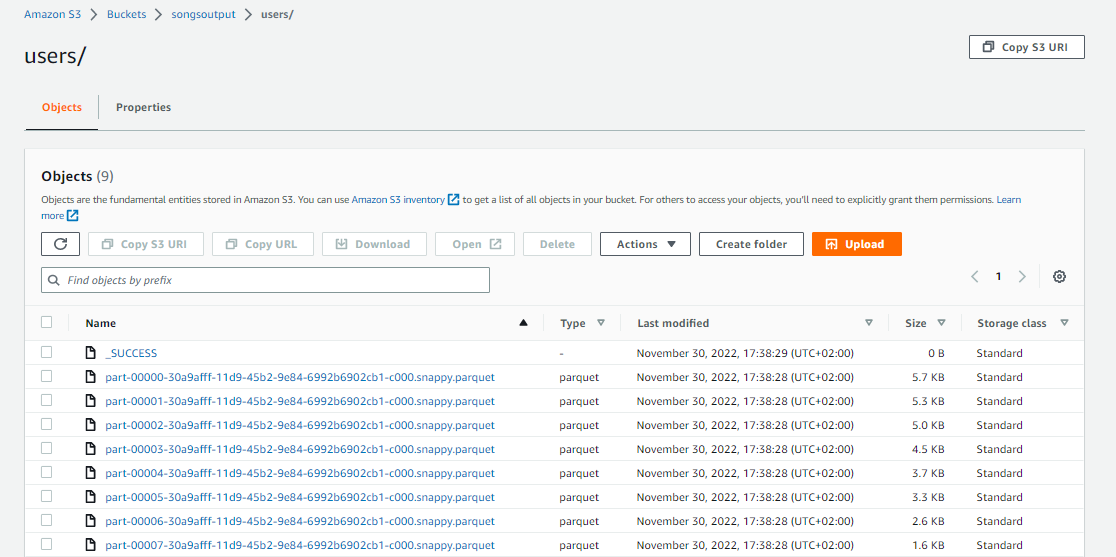 Amazon S3 > Buckets > songsoutput > users/
users/
Copy S3 URI
Objects
Properties
Objects (9)
Objects are the fundamental entities stored in Amazon S3. You can use Amazon S3 inventory to get a list of all objects in your bucket. For others to access your objects, you'll need to explicitly grant them permissions. Learn
more
Copy S3 URI Copy URL Download Open Delete Actions Create folder Upload
Find objects by prefix
1
Name Type Last modified Size Storage class
_SUCCESS - November 30, 2022, 17:38:29 (UTC+02:00) 0 B Standard
part-00000-30a9afff-11d9-45b2-9e84-6992b6902cb1-c000.snappy.parquet parquet November 30, 2022, 17:38:28 (UTC+02:00) 5.7 KB Standard
part-00001-30a9afff-11d9-45b2-9e84-6992b6902cb1-c000.snappy.parquet parquet November 30, 2022, 17:38:28 (UTC+02:00) 5.3 KB Standard
part-00002-30a9afff-11d9-45b2-9e84-6992b6902cb1-c000.snappy.parquet parquet November 30, 2022, 17:38:28 (UTC+02:00) 5.0 KB Standard
part-00003-30a9afff-11d9-45b2-9e84-6992b6902cb1-c000.snappy.parquet parquet November 30, 2022, 17:38:28 (UTC+02:00) 4.5 KB Standard
part-00004-30a9afff-11d9-45b2-9e84-6992b6902cb1-c000.snappy.parquet parquet November 30, 2022, 17:38:28 (UTC+02:00) 3.7 KB Standard
part-00005-30a9afff-11d9-45b2-9e84-6992b6902cb1-c000.snappy.parquet parquet November 30, 2022, 17:38:28 (UTC+02:00) 3.3 KB Standard
part-00006-30a9afff-11d9-45b2-9e84-6992b6902cb1-c000.snappy.parquet parquet November 30, 2022, 17:38:28 (UTC+02:00) 2.6 KB Standard
part-00007-30a9afff-11d9-45b2-9e84-6992b6902cb1-c000.snappy.parquet parquet November 30, 2022, 17:38:28 (UTC+02:00) 1.6 KB Standard